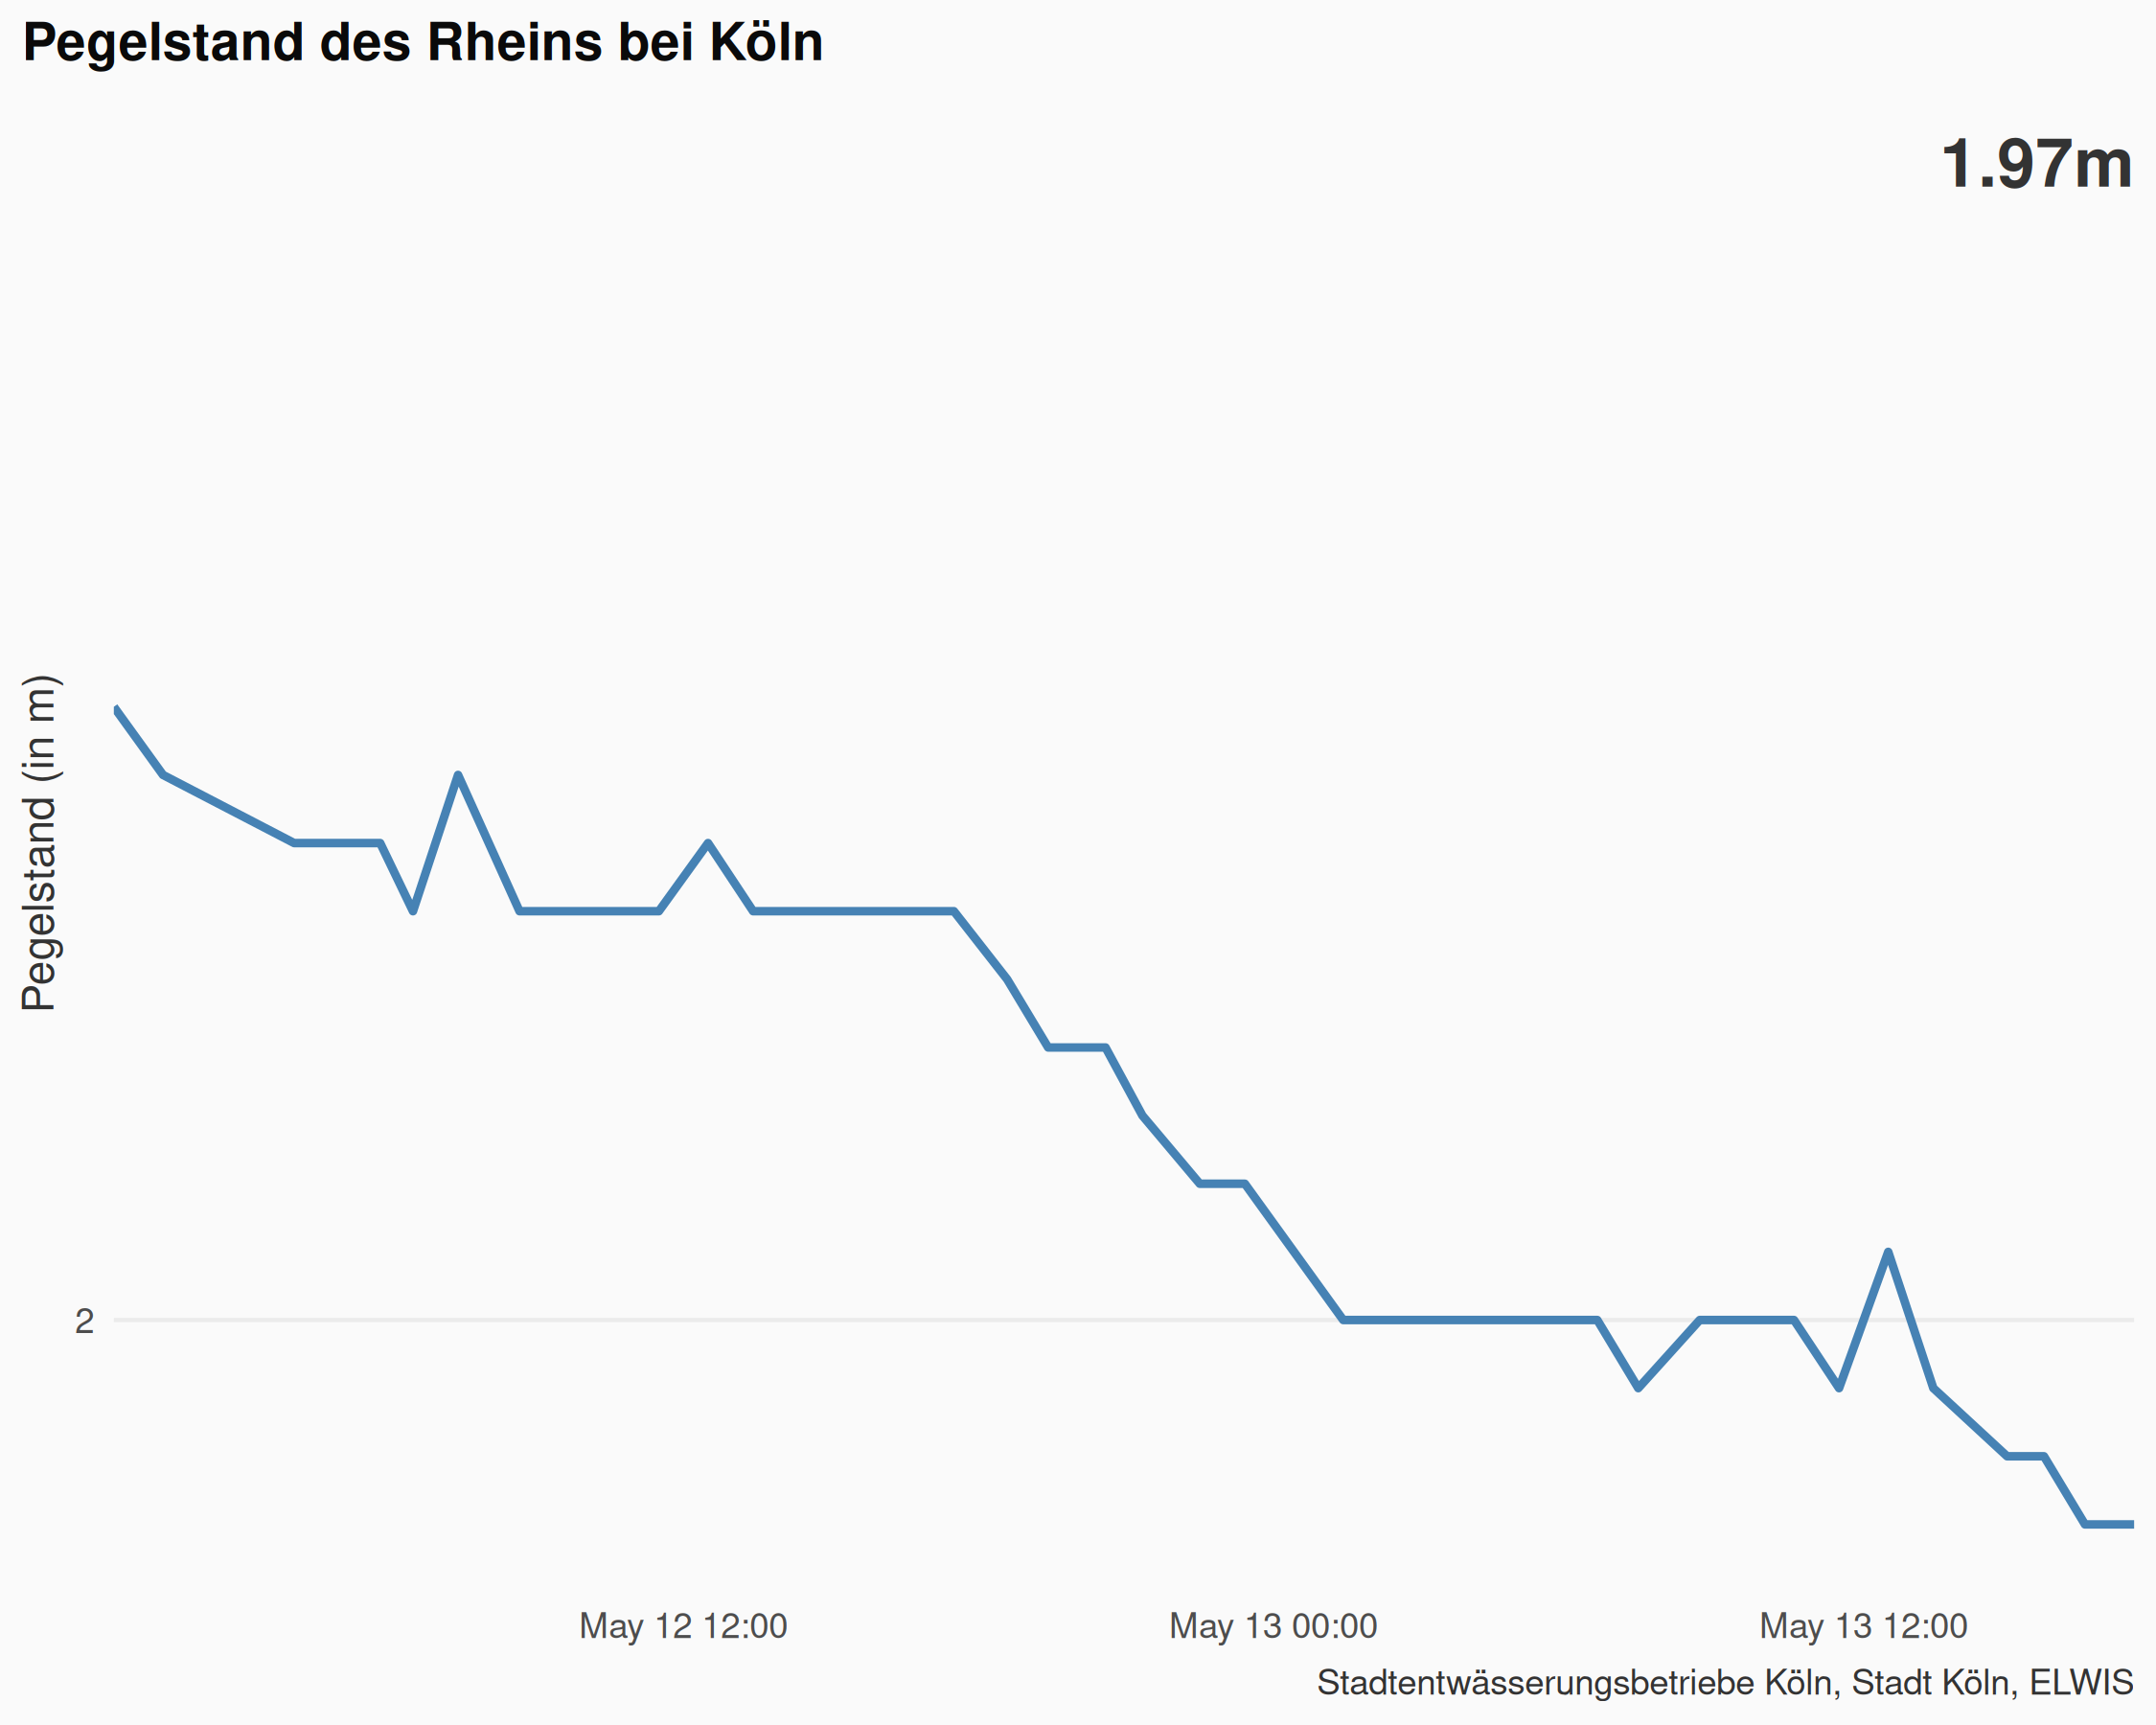 Pegelstand des Rheins bei Köln
1.97m
Pegelstand (in m)
2
May 12 12:00
May 13 00:00
May 13 12:00
Stadtentwässerungsbetriebe Köln, Stadt Köln, ELWIS